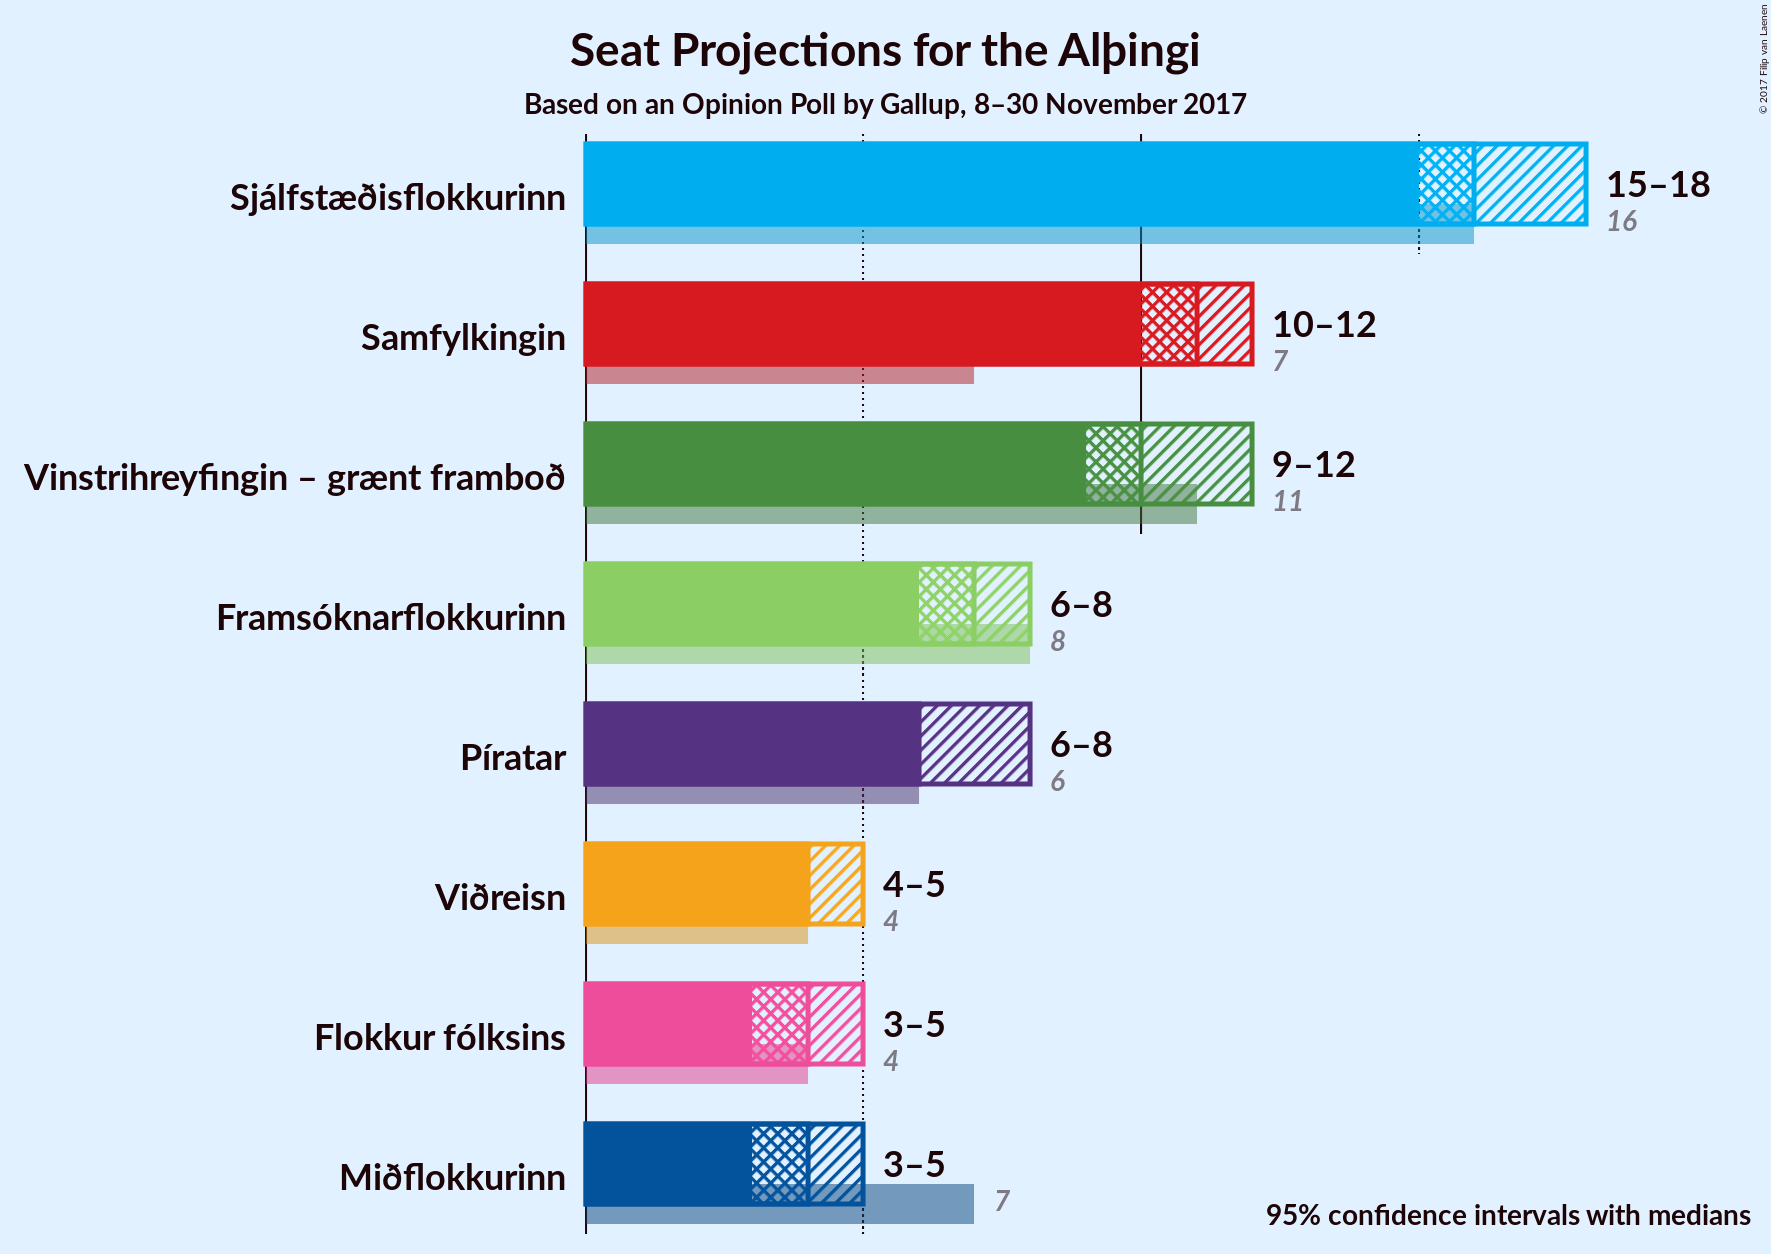 Seat Projections for the Alþingi
Based on an Opinion Poll by Gallup, 8–30 November 2017
© 2017 Filip van Laenen
Sjálfstæðisflokkurinn
15–18
16
Samfylkingin
10–12
7
Vinstrihreyfingin – grænt framboð
9–12
11
Framsóknarflokkurinn
6–8
8
Píratar
6–8
6
Viðreisn
4–5
4
Flokkur fólksins
3–5
4
Miðflokkurinn
3–5
7
95% confidence intervals with medians